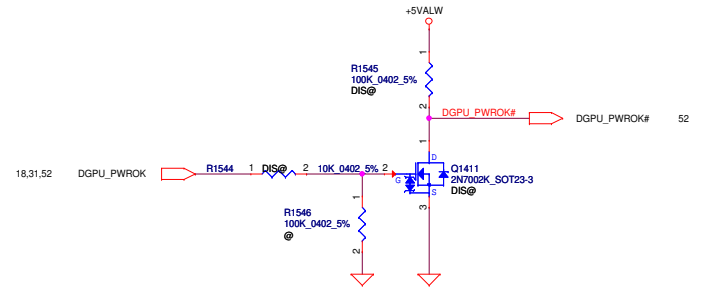 +5VALW
1
R1545
100K_0402_5%
DIS@
2
DGPU_PWROK#
DGPU_PWROK# 52
1
D
18,31,52 DGPU_PWROK R1544 1 DIS@ 2 10K_0402_5% 2
G
S
Q1411
2N7002K_SOT23-3
DIS@
3
1
R1546
100K_0402_5%
@
2